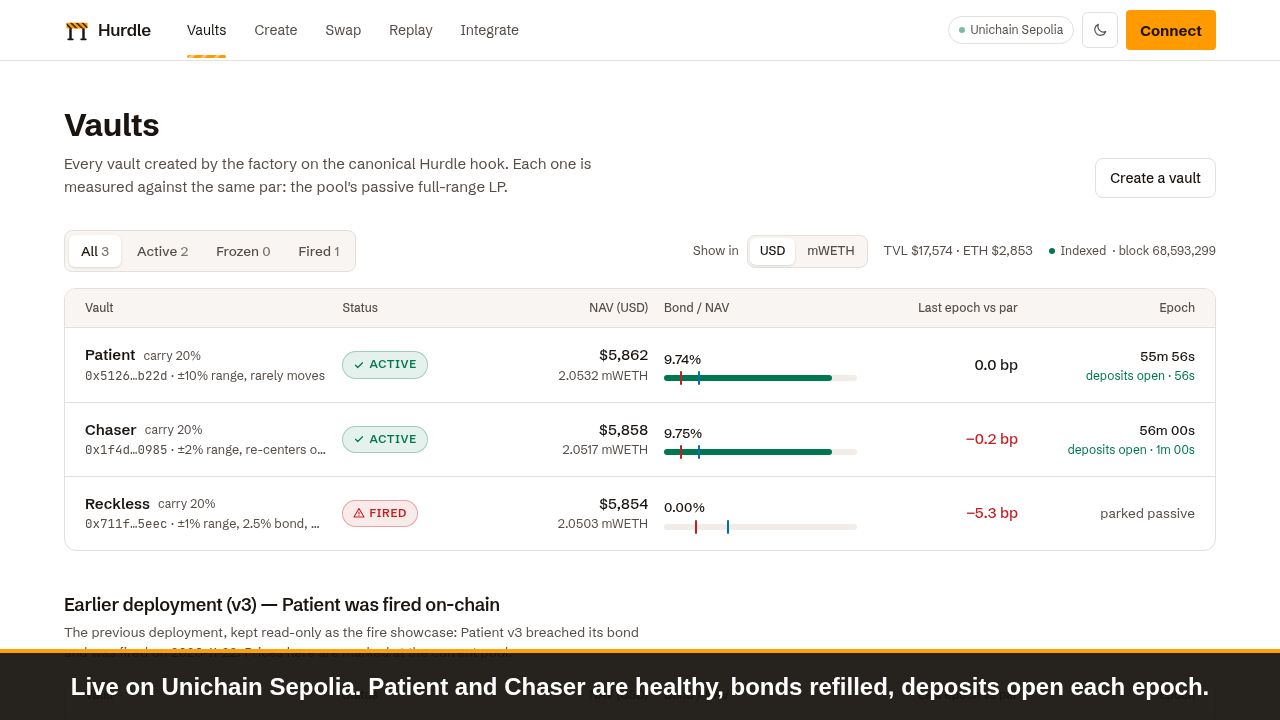 Hurdle
Vaults
Create
Swap
Replay
Integrate
Unichain Sepolia
Connect
Vaults
Every vault created by the factory on the canonical Hurdle hook. Each one is
measured against the same par: the pool's passive full-range LP.
Create a vault
All 3
Active 2
Frozen 0
Fired 1
Show in
USD
mWETH
TVL $17,574 · ETH $2,853
Indexed · block 68,593,299
Vault
Status
NAV (USD)
Bond / NAV
Last epoch vs par
Epoch
Patient carry 20%
0x5126…b22d · ±10% range, rarely moves
ACTIVE
$5,862
2.0532 mWETH
9.74%
0.0 bp
55m 56s
deposits open · 56s
Chaser carry 20%
0x1f4d…0985 · ±2% range, re-centers o…
ACTIVE
$5,858
2.0517 mWETH
9.75%
−0.2 bp
56m 00s
deposits open · 1m 00s
Reckless carry 20%
0x711f…5eec · ±1% range, 2.5% bond, …
FIRED
$5,854
2.0503 mWETH
0.00%
−5.3 bp
parked passive
Earlier deployment (v3) — Patient was fired on-chain
The previous deployment, kept read-only as the fire showcase: Patient v3 breached its bond
Live on Unichain Sepolia. Patient and Chaser are healthy, bonds refilled, deposits open each epoch.